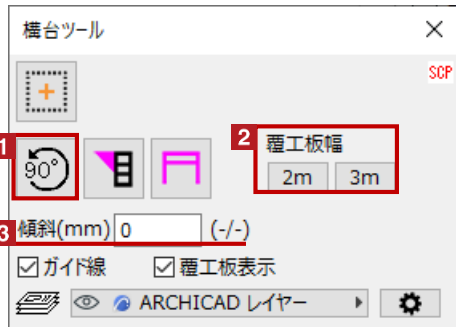 構台ツール
SCP
1
90°
2
覆工板幅
2m 3m
3
傾斜(mm) 0 (-/-)
ガイド線 覆工板表示
ARCHICAD レイヤー